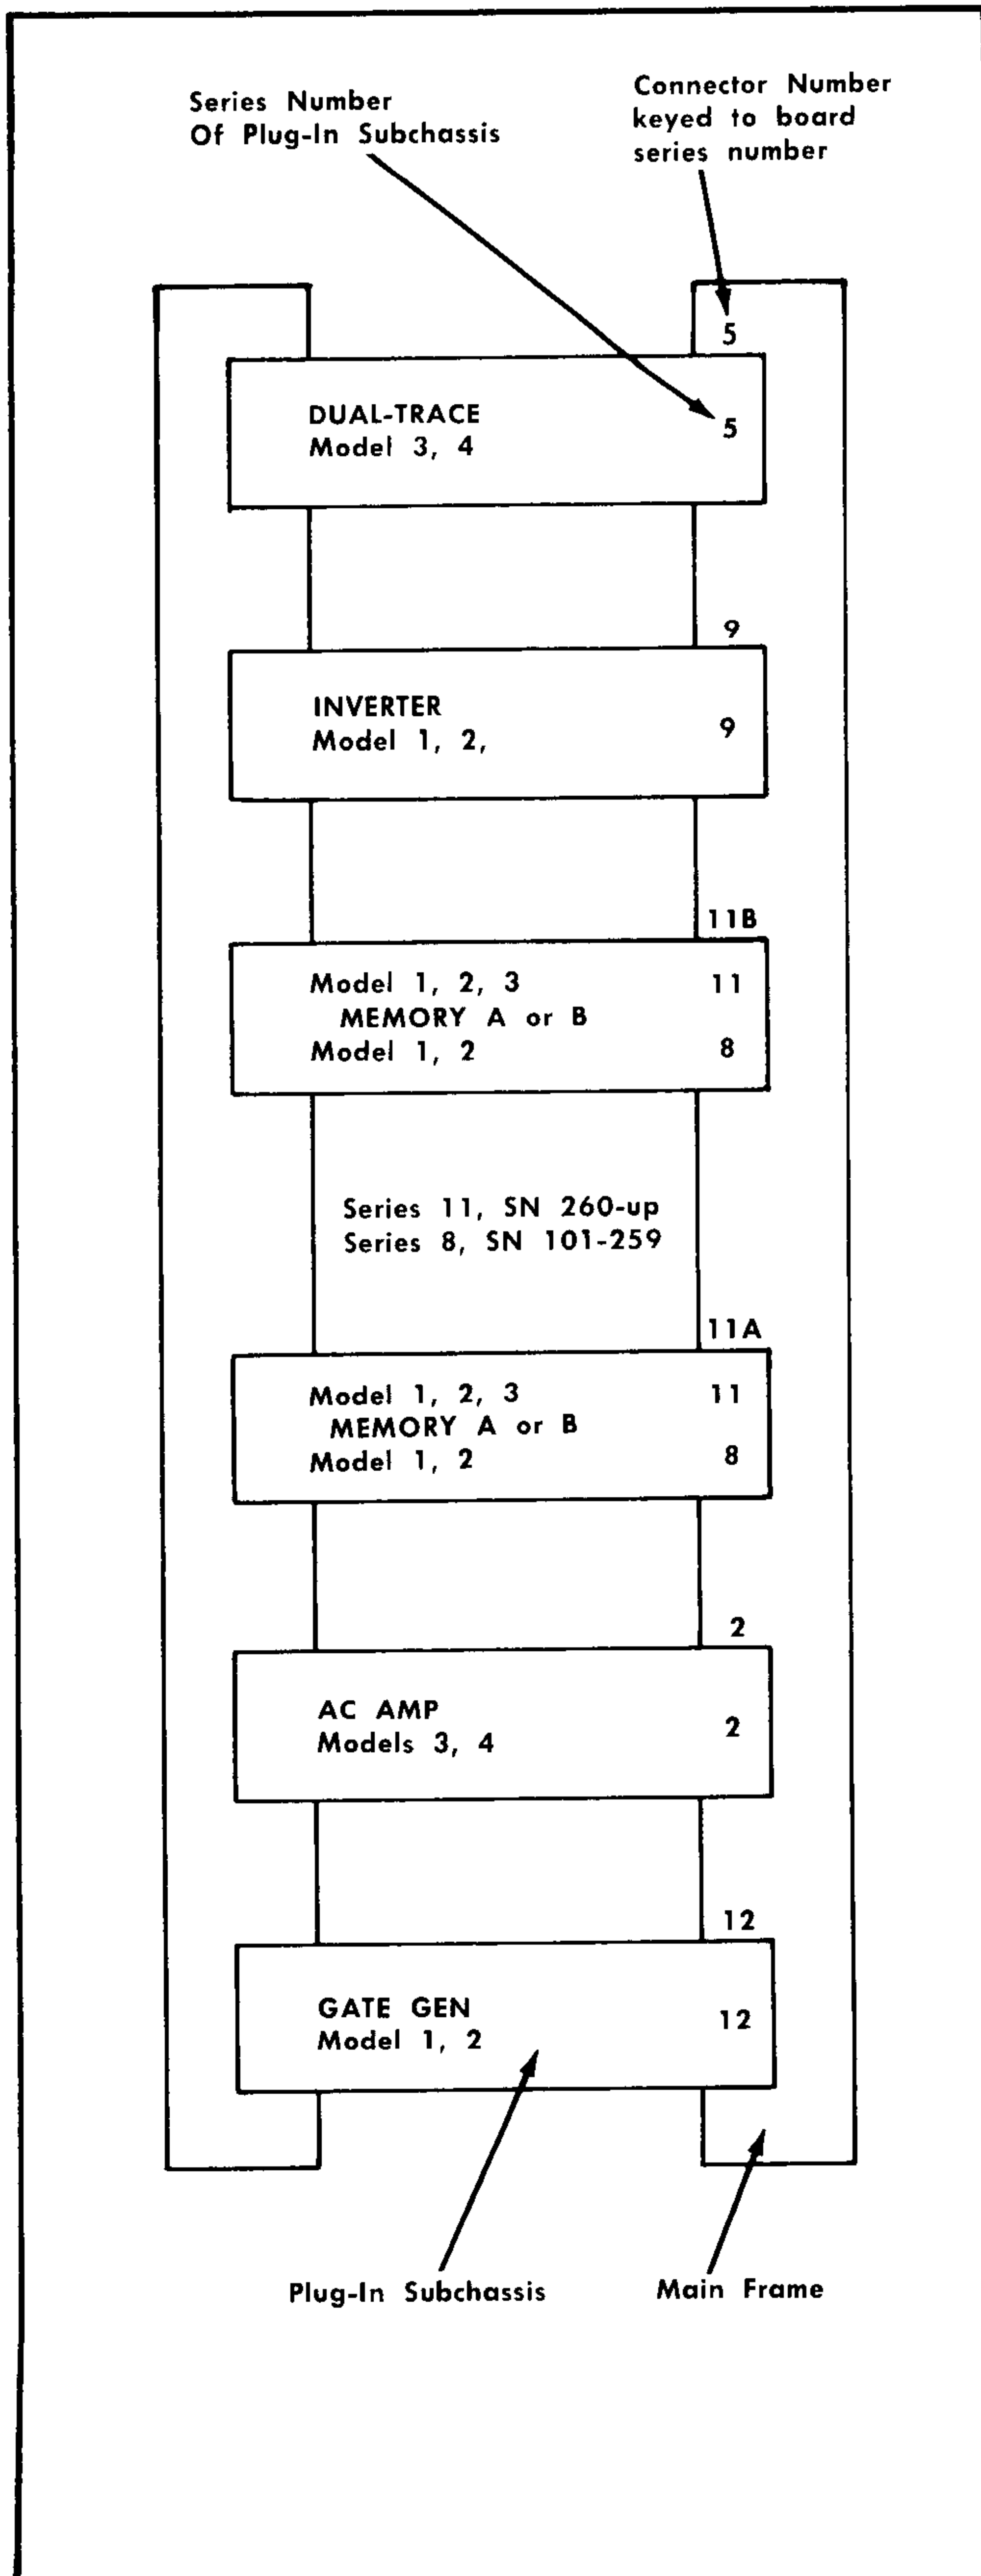 Series Number
Of Plug-In Subchassis
Connector Number
keyed to board
series number
5
DUAL-TRACE
Model 3, 4
5
9
INVERTER
Model 1, 2,
9
11B
Model 1, 2, 3 11
MEMORY A or B
Model 1, 2 8
Series 11, SN 260-up
Series 8, SN 101-259
11A
Model 1, 2, 3 11
MEMORY A or B
Model 1, 2 8
2
AC AMP
Models 3, 4
2
12
GATE GEN
Model 1, 2
12
Plug-In Subchassis
Main Frame